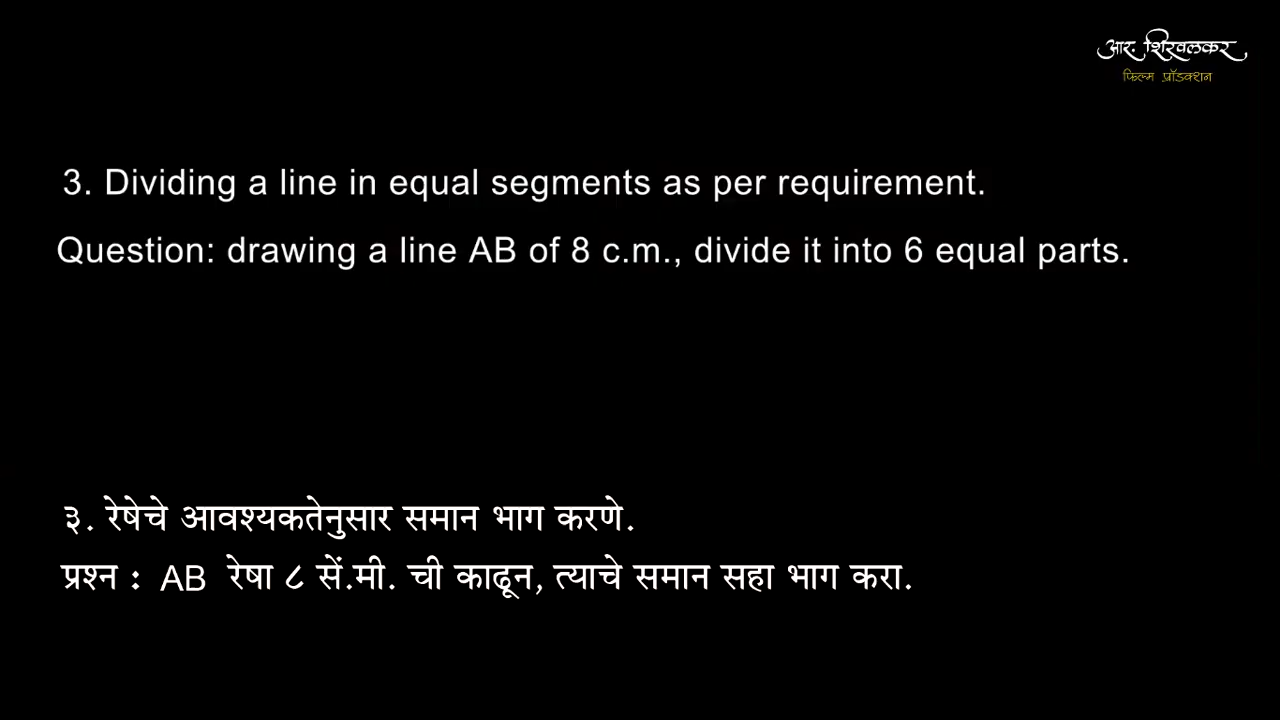 आर. शिरवलकर
फिल्म प्रॉडक्शन
3. Dividing a line in equal segments as per requirement.
Question: drawing a line AB of 8 c.m., divide it into 6 equal parts.
३. रेषेचे आवश्यकतेनुसार समान भाग करणे.
प्रश्न : AB रेषा ८ सें.मी. ची काढून, त्याचे समान सहा भाग करा.